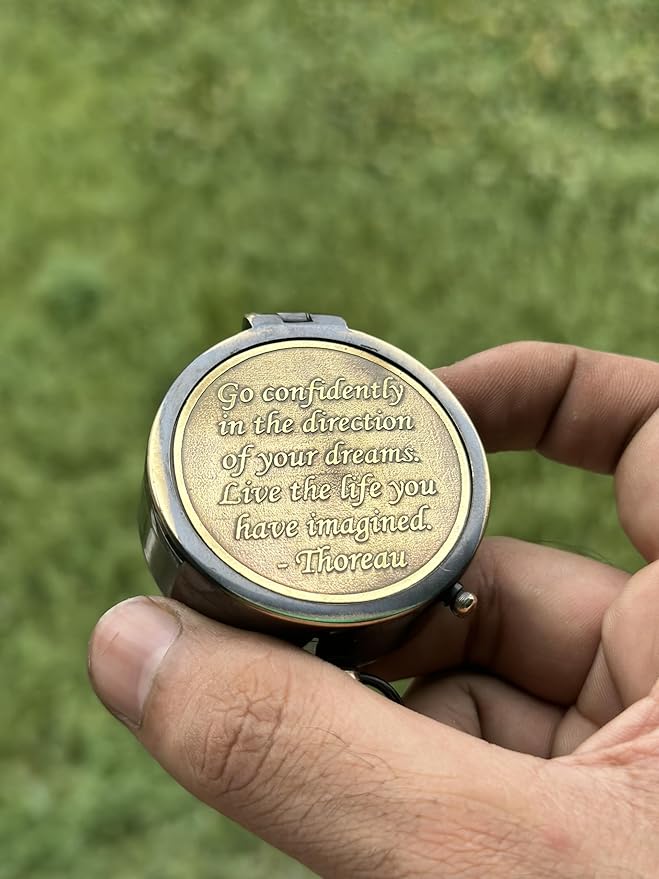 Go confidently
in the direction
of your dreams.
Live the life you
have imagined.
- Thoreau